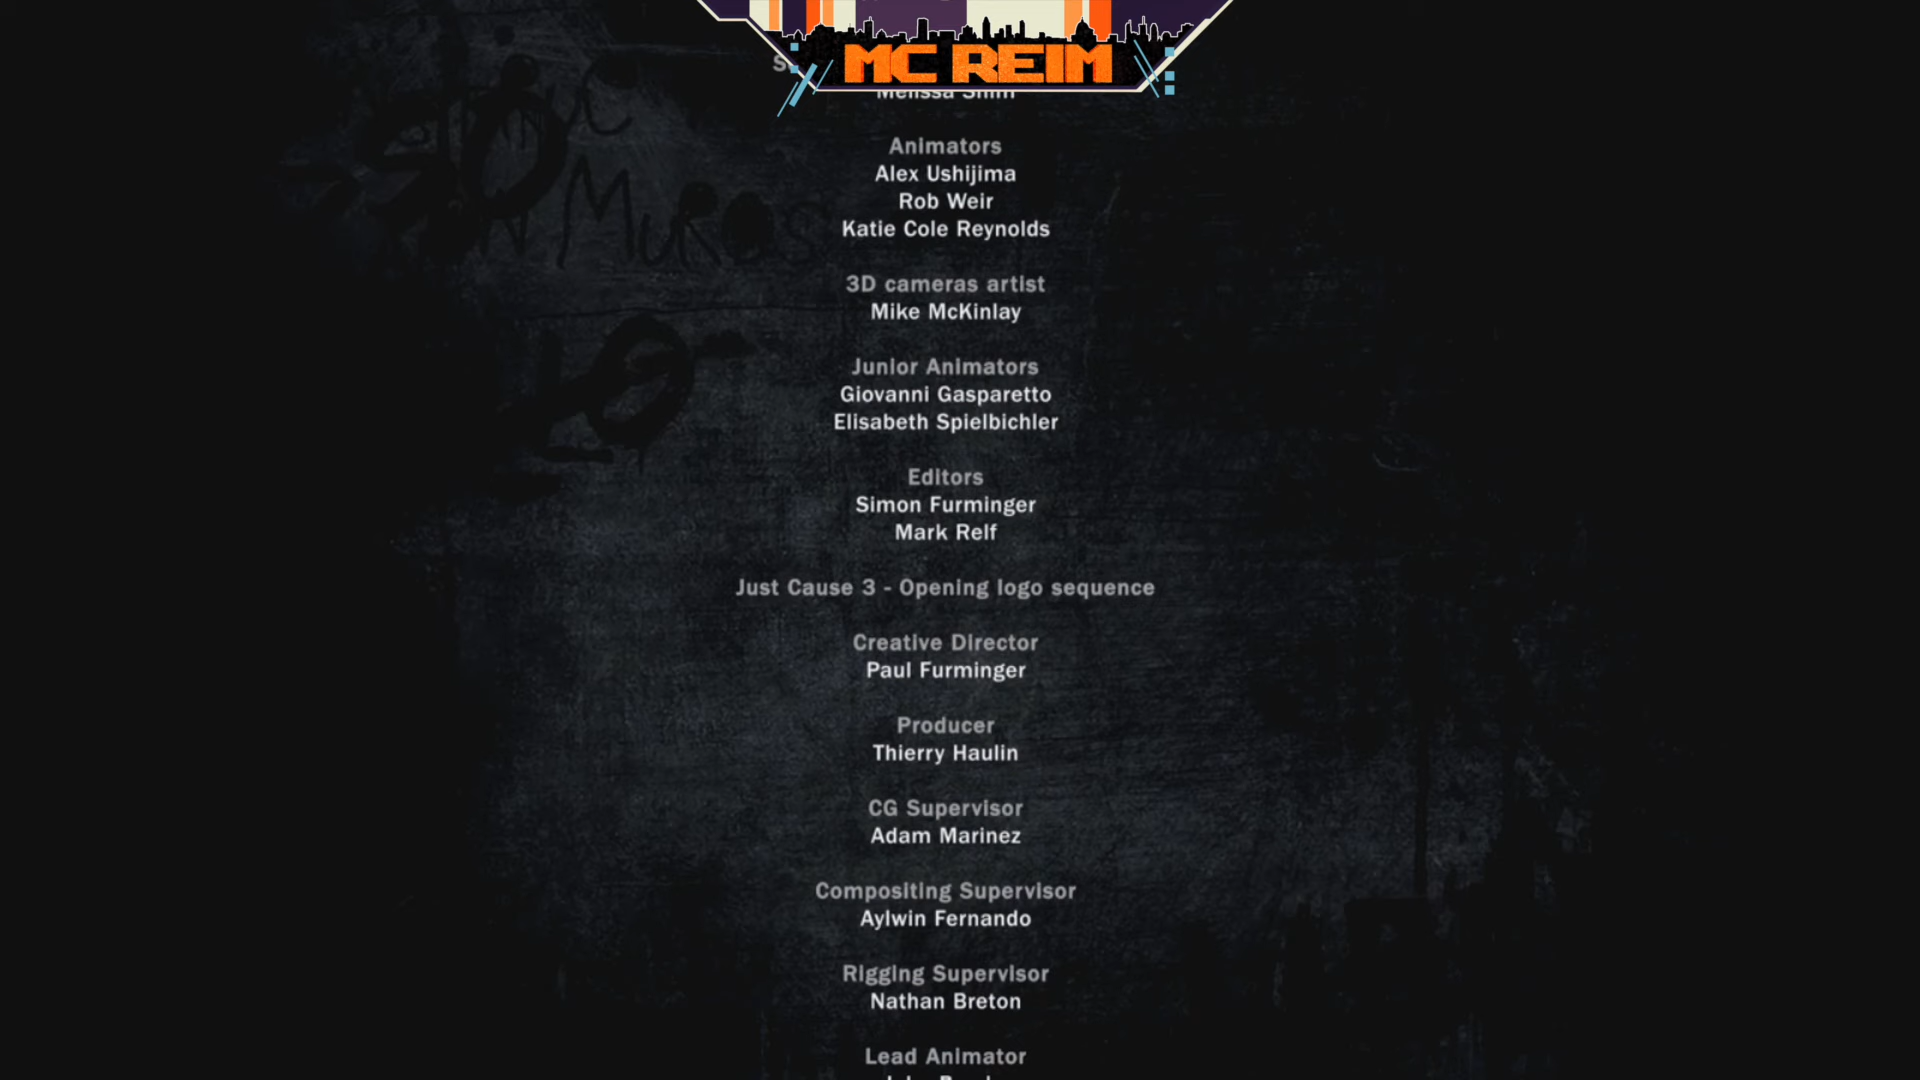 MC REIM
Melissa Shim
Animators
Alex Ushijima
Rob Weir
Katie Cole Reynolds
3D cameras artist
Mike McKinlay
Junior Animators
Giovanni Gasparetto
Elisabeth Spielbichler
Editors
Simon Furminger
Mark Relf
Just Cause 3 - Opening logo sequence
Creative Director
Paul Furminger
Producer
Thierry Haulin
CG Supervisor
Adam Marinez
Compositing Supervisor
Aylwin Fernando
Rigging Supervisor
Nathan Breton
Lead Animator